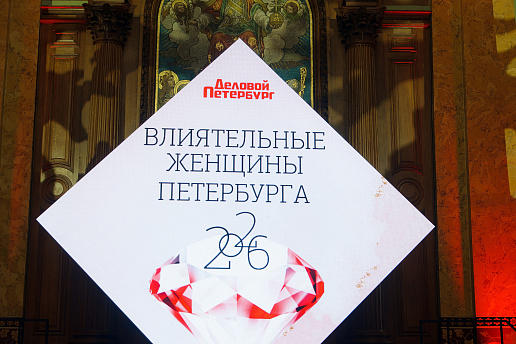 Деловой
Петербург
ВЛИЯТЕЛЬНЫЕ
ЖЕНЩИНЫ
ПЕТЕРБУРГА
2026